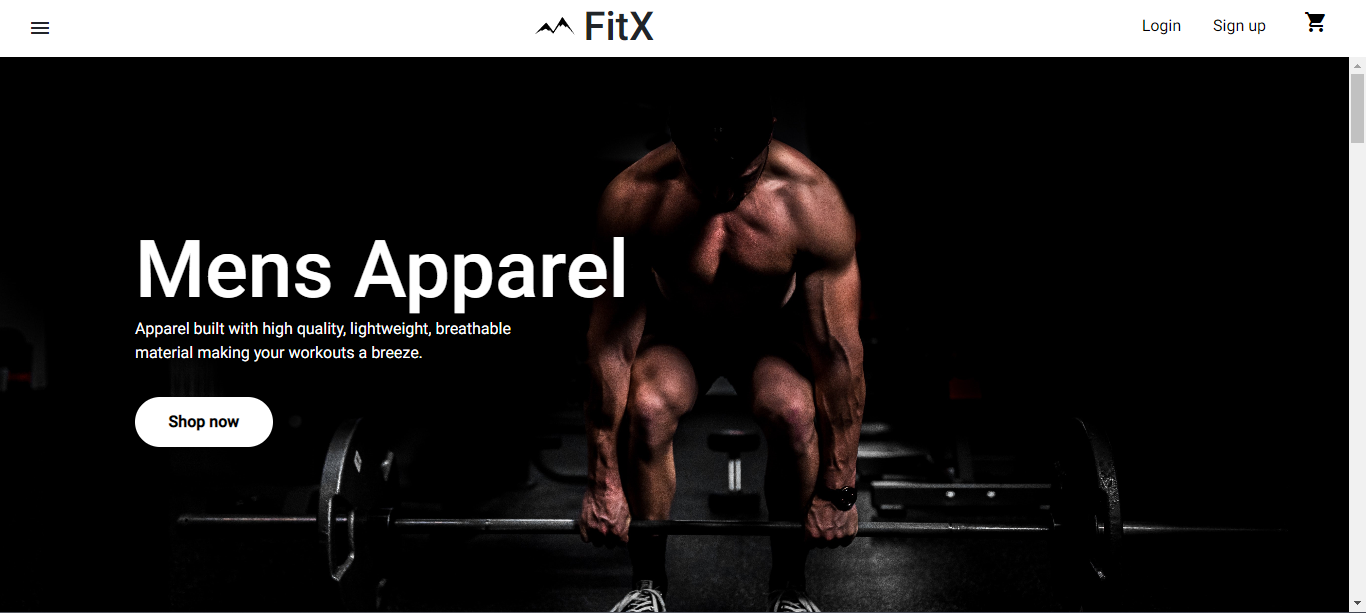 FitX
Login
Sign up
Mens Apparel
Apparel built with high quality, lightweight, breathable
material making your workouts a breeze.
Shop now